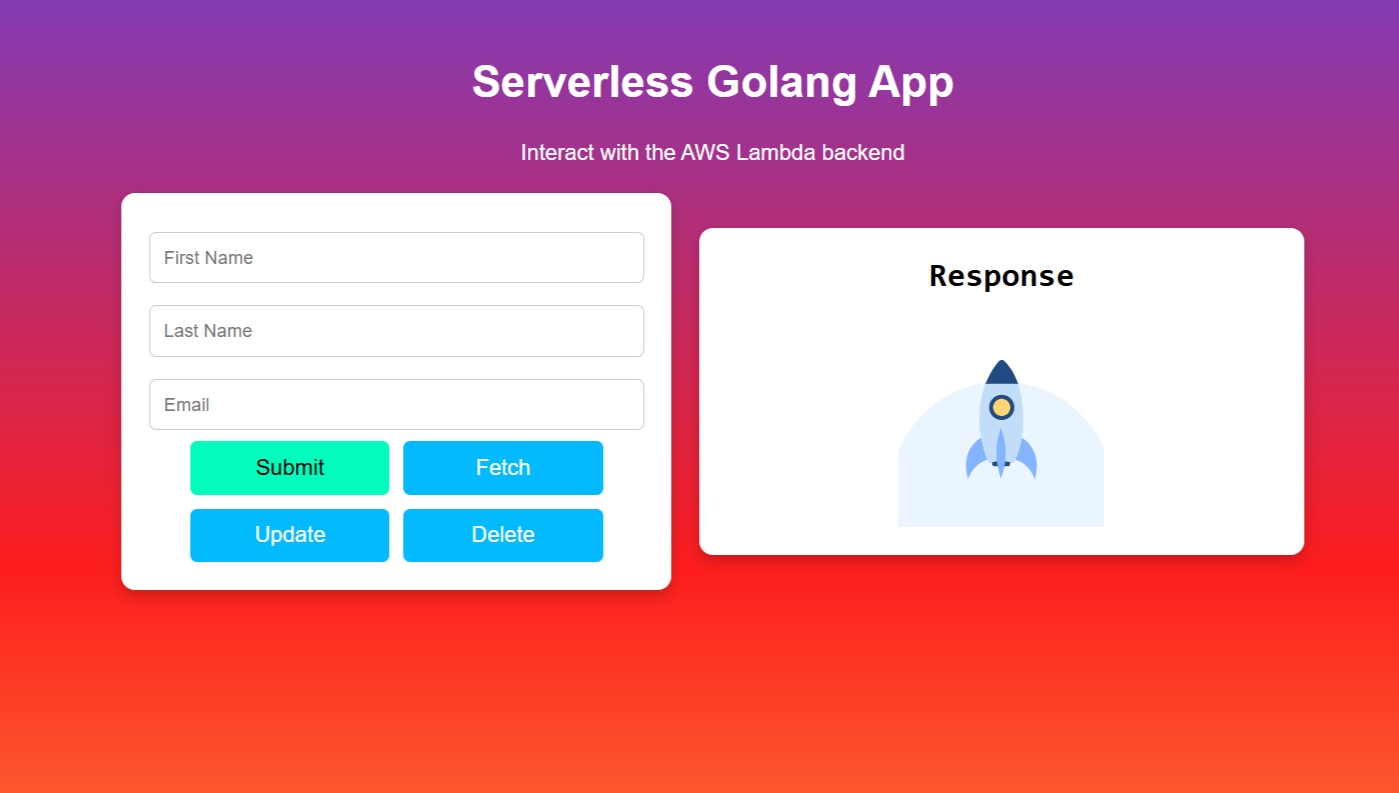 Serverless Golang App
Interact with the AWS Lambda backend
First Name
Last Name
Email
Submit
Fetch
Update
Delete
Response